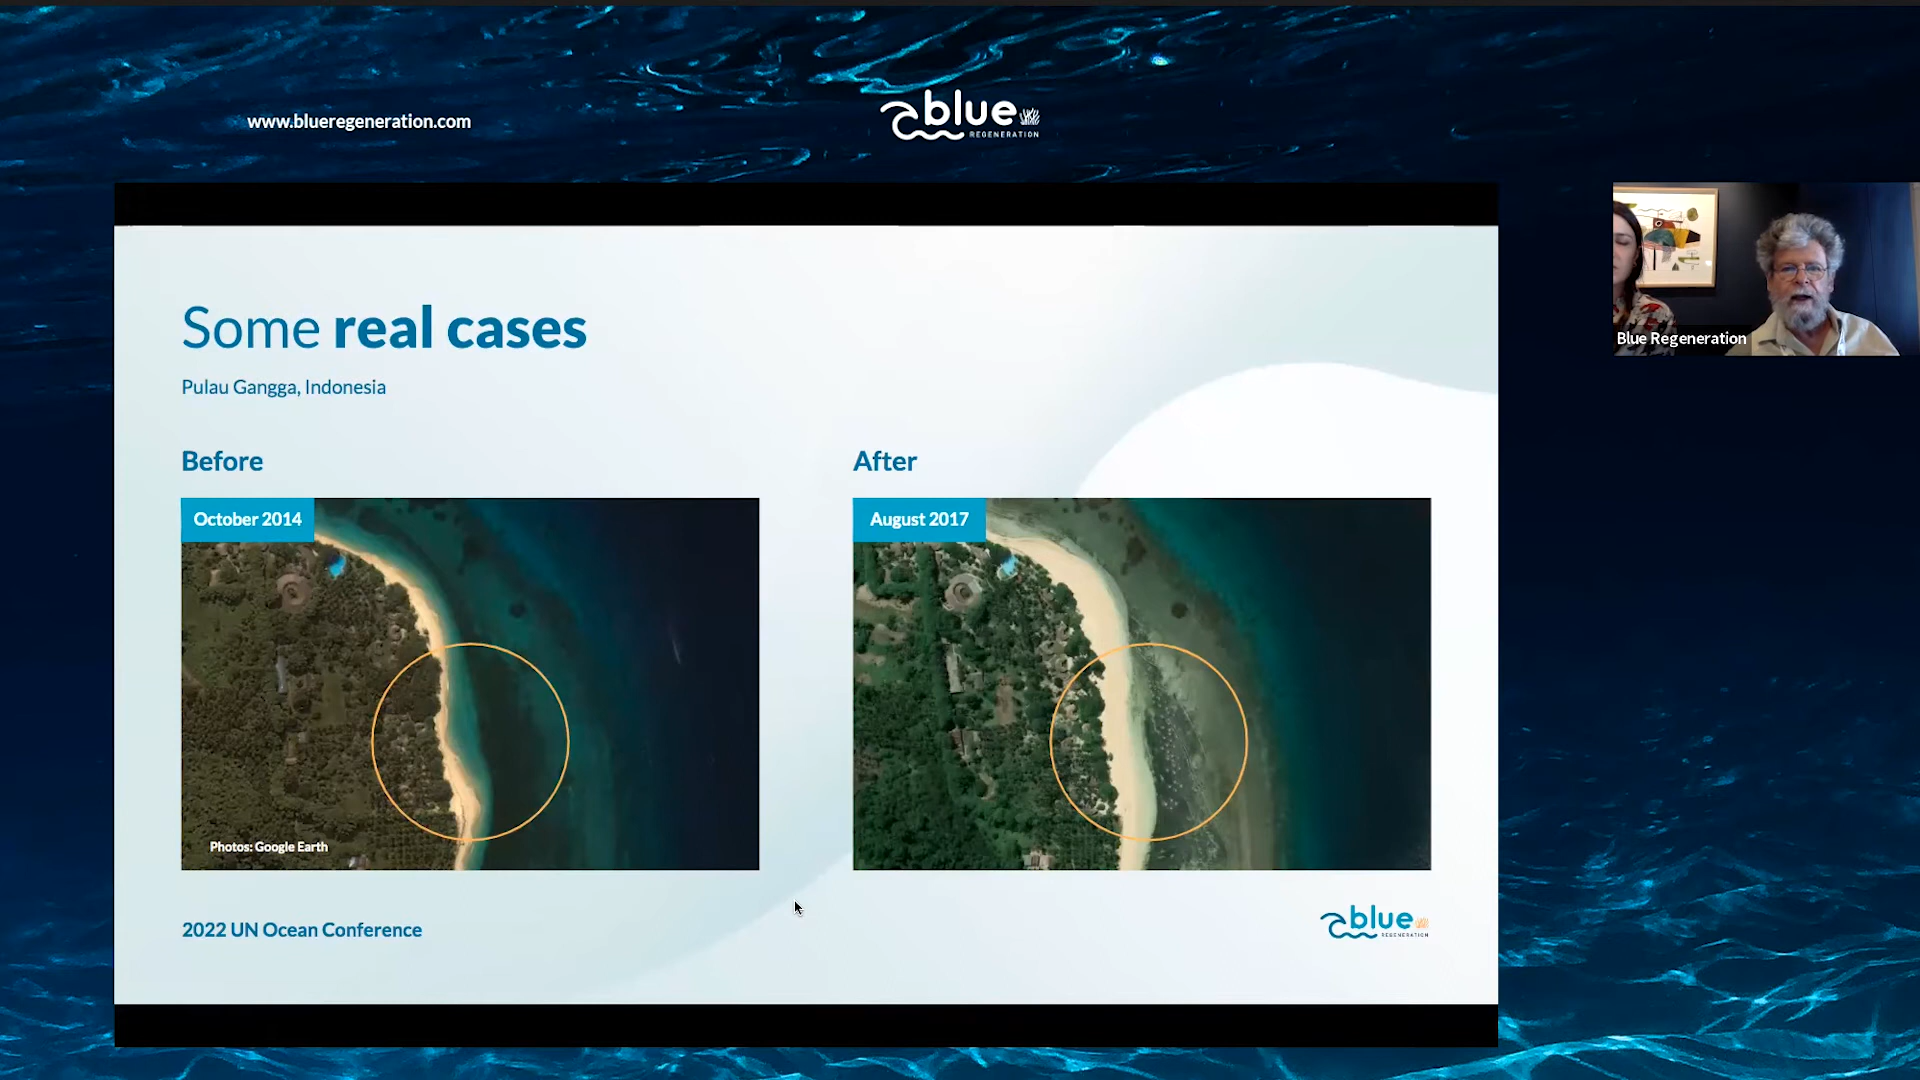 www.blueregeneration.com
blue
REGENERATION
Some real cases
Pulau Gangga, Indonesia
Before
After
October 2014
August 2017
Photos: Google Earth
2022 UN Ocean Conference
blue
REGENERATION
Blue Regeneration